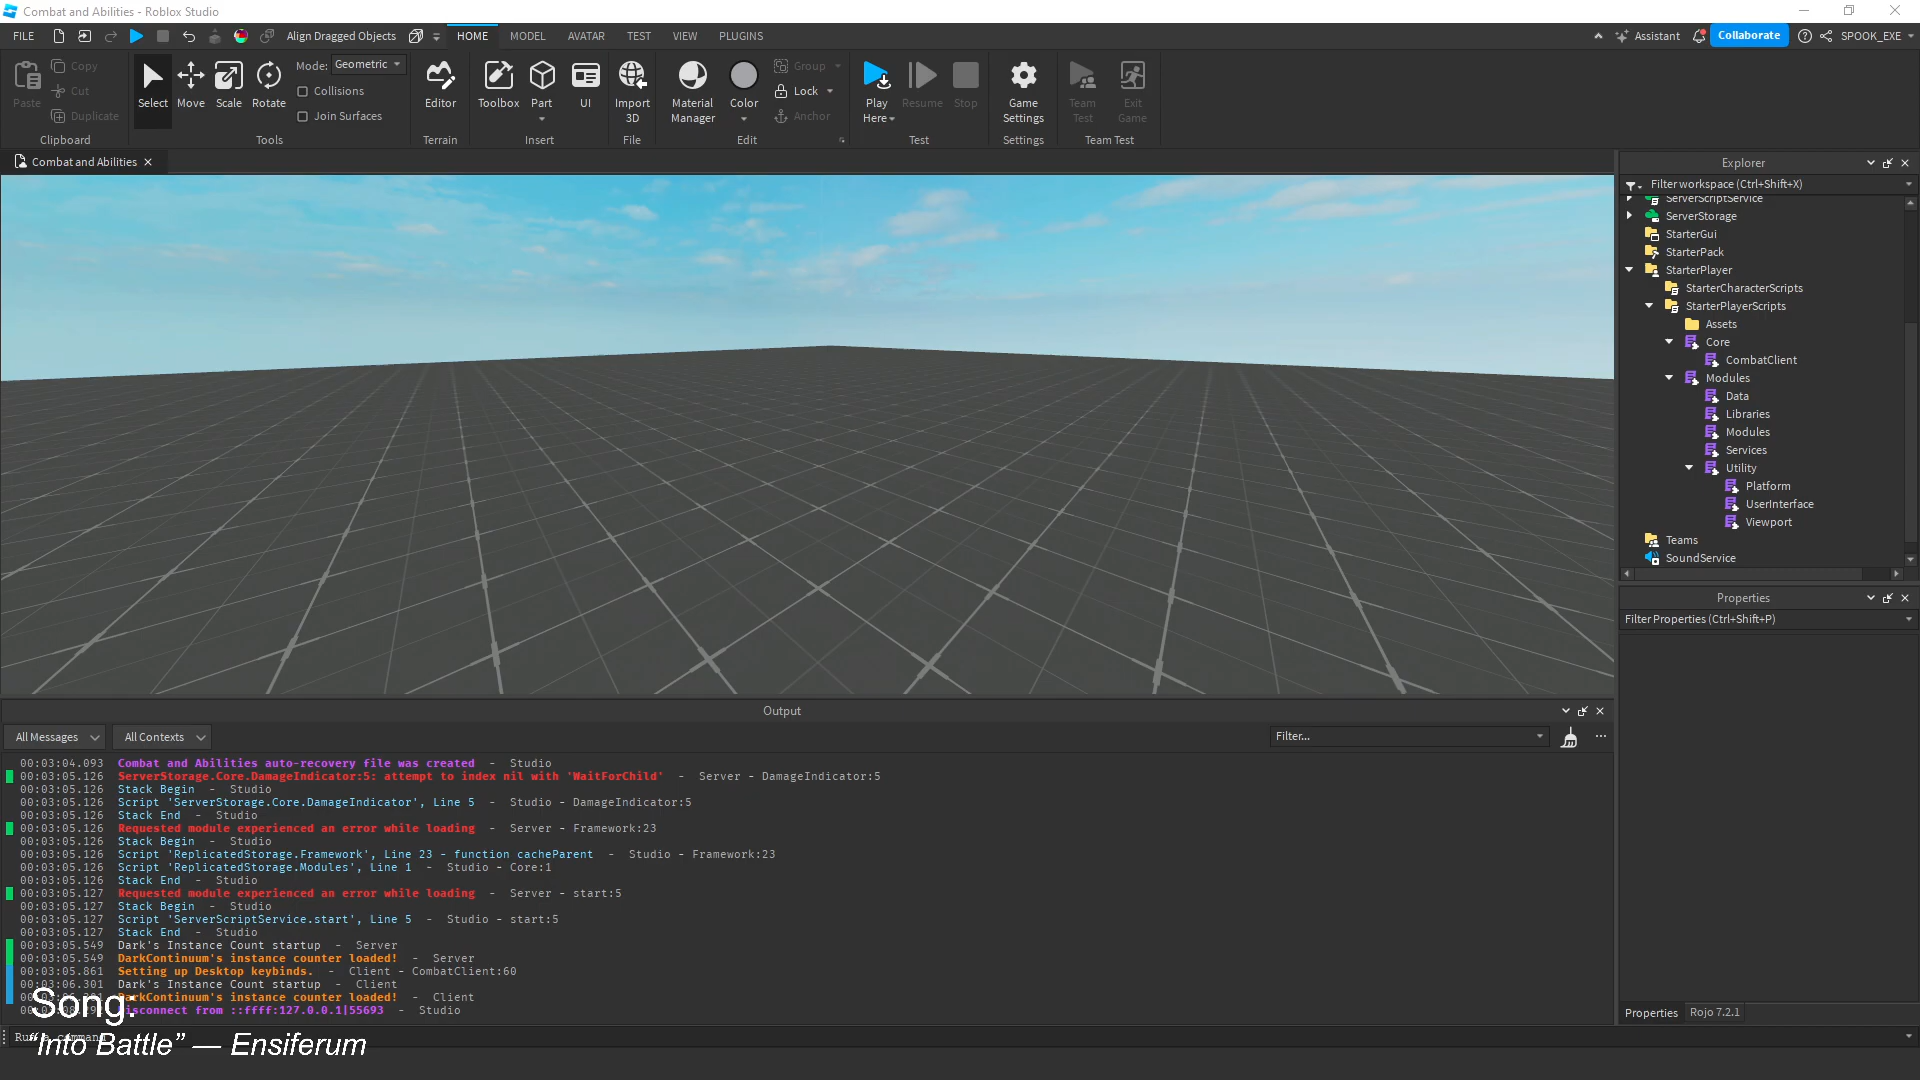 Combat and Abilities - Roblox Studio
FILE
Align Dragged Objects
HOME
MODEL
AVATAR
TEST
VIEW
PLUGINS
Assistant
Collaborate
SPOOK_EXE
Paste
Copy
Cut
Duplicate
Clipboard
Select
Move
Scale
Rotate
Mode: Geometric
Collisions
Join Surfaces
Tools
Editor
Terrain
Toolbox
Part
UI
Insert
Import
3D
File
Material
Manager
Color
Group
Lock
Anchor
Edit
Play
Here
Resume
Stop
Test
Game
Settings
Settings
Team
Test
Exit
Game
Team Test
Combat and Abilities
Explorer
Filter workspace (Ctrl+Shift+X)
ServerScriptService
ServerStorage
StarterGui
StarterPack
StarterPlayer
StarterCharacterScripts
StarterPlayerScripts
Assets
Core
CombatClient
Modules
Data
Libraries
Modules
Services
Utility
Platform
UserInterface
Viewport
Teams
SoundService
Properties
Filter Properties (Ctrl+Shift+P)
Properties
Rojo 7.2.1
Output
All Messages
All Contexts
Filter...
00:03:04.093 Combat and Abilities auto-recovery file was created - Studio
00:03:05.126 ServerStorage.Core.DamageIndicator:5: attempt to index nil with 'WaitForChild' - Server - DamageIndicator:5
00:03:05.126 Stack Begin - Studio
00:03:05.126 Script 'ServerStorage.Core.DamageIndicator', Line 5 - Studio - DamageIndicator:5
00:03:05.126 Stack End - Studio
00:03:05.126 Requested module experienced an error while loading - Server - Framework:23
00:03:05.126 Stack Begin - Studio
00:03:05.126 Script 'ReplicatedStorage.Framework', Line 23 - function cacheParent - Studio - Framework:23
00:03:05.126 Script 'ReplicatedStorage.Modules', Line 1 - Studio - Core:1
00:03:05.126 Stack End - Studio
00:03:05.127 Requested module experienced an error while loading - Server - start:5
00:03:05.127 Stack Begin - Studio
00:03:05.127 Script 'ServerScriptService.start', Line 5 - Studio - start:5
00:03:05.127 Stack End - Studio
00:03:05.549 Dark's Instance Count startup - Server
00:03:05.549 DarkContinuum's instance counter loaded! - Server
00:03:05.861 Setting up Desktop keybinds. - Client - CombatClient:60
00:03:06.301 Dark's Instance Count startup - Client
DarkContinuum's instance counter loaded! - Client
Disconnect from ::ffff:127.0.0.1|55693 - Studio
Song:
Run a command
“Into Battle” — Ensiferum